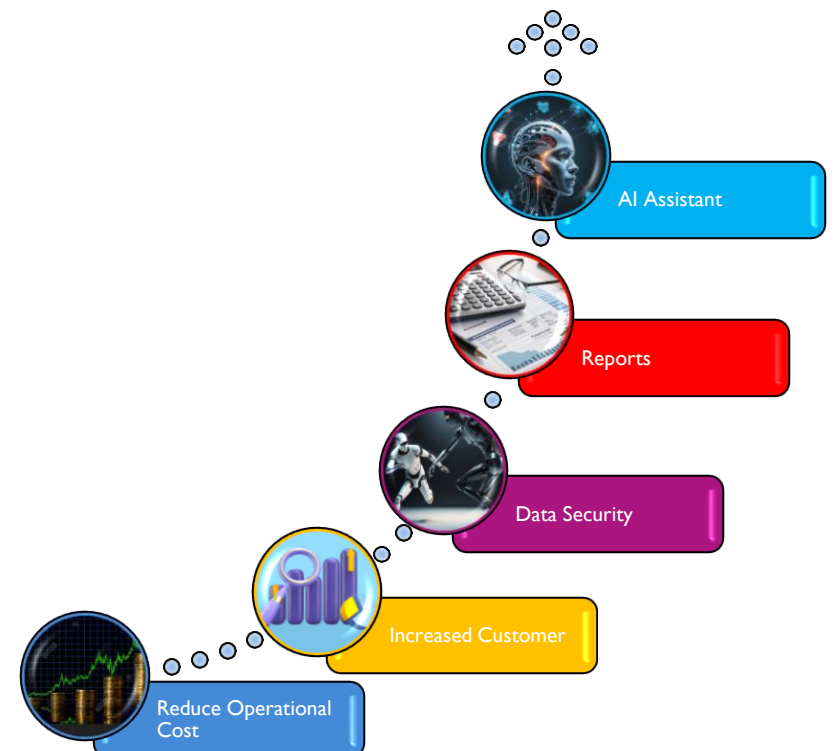 AI Assistant
Reports
Data Security
Increased Customer
Reduce Operational
Cost